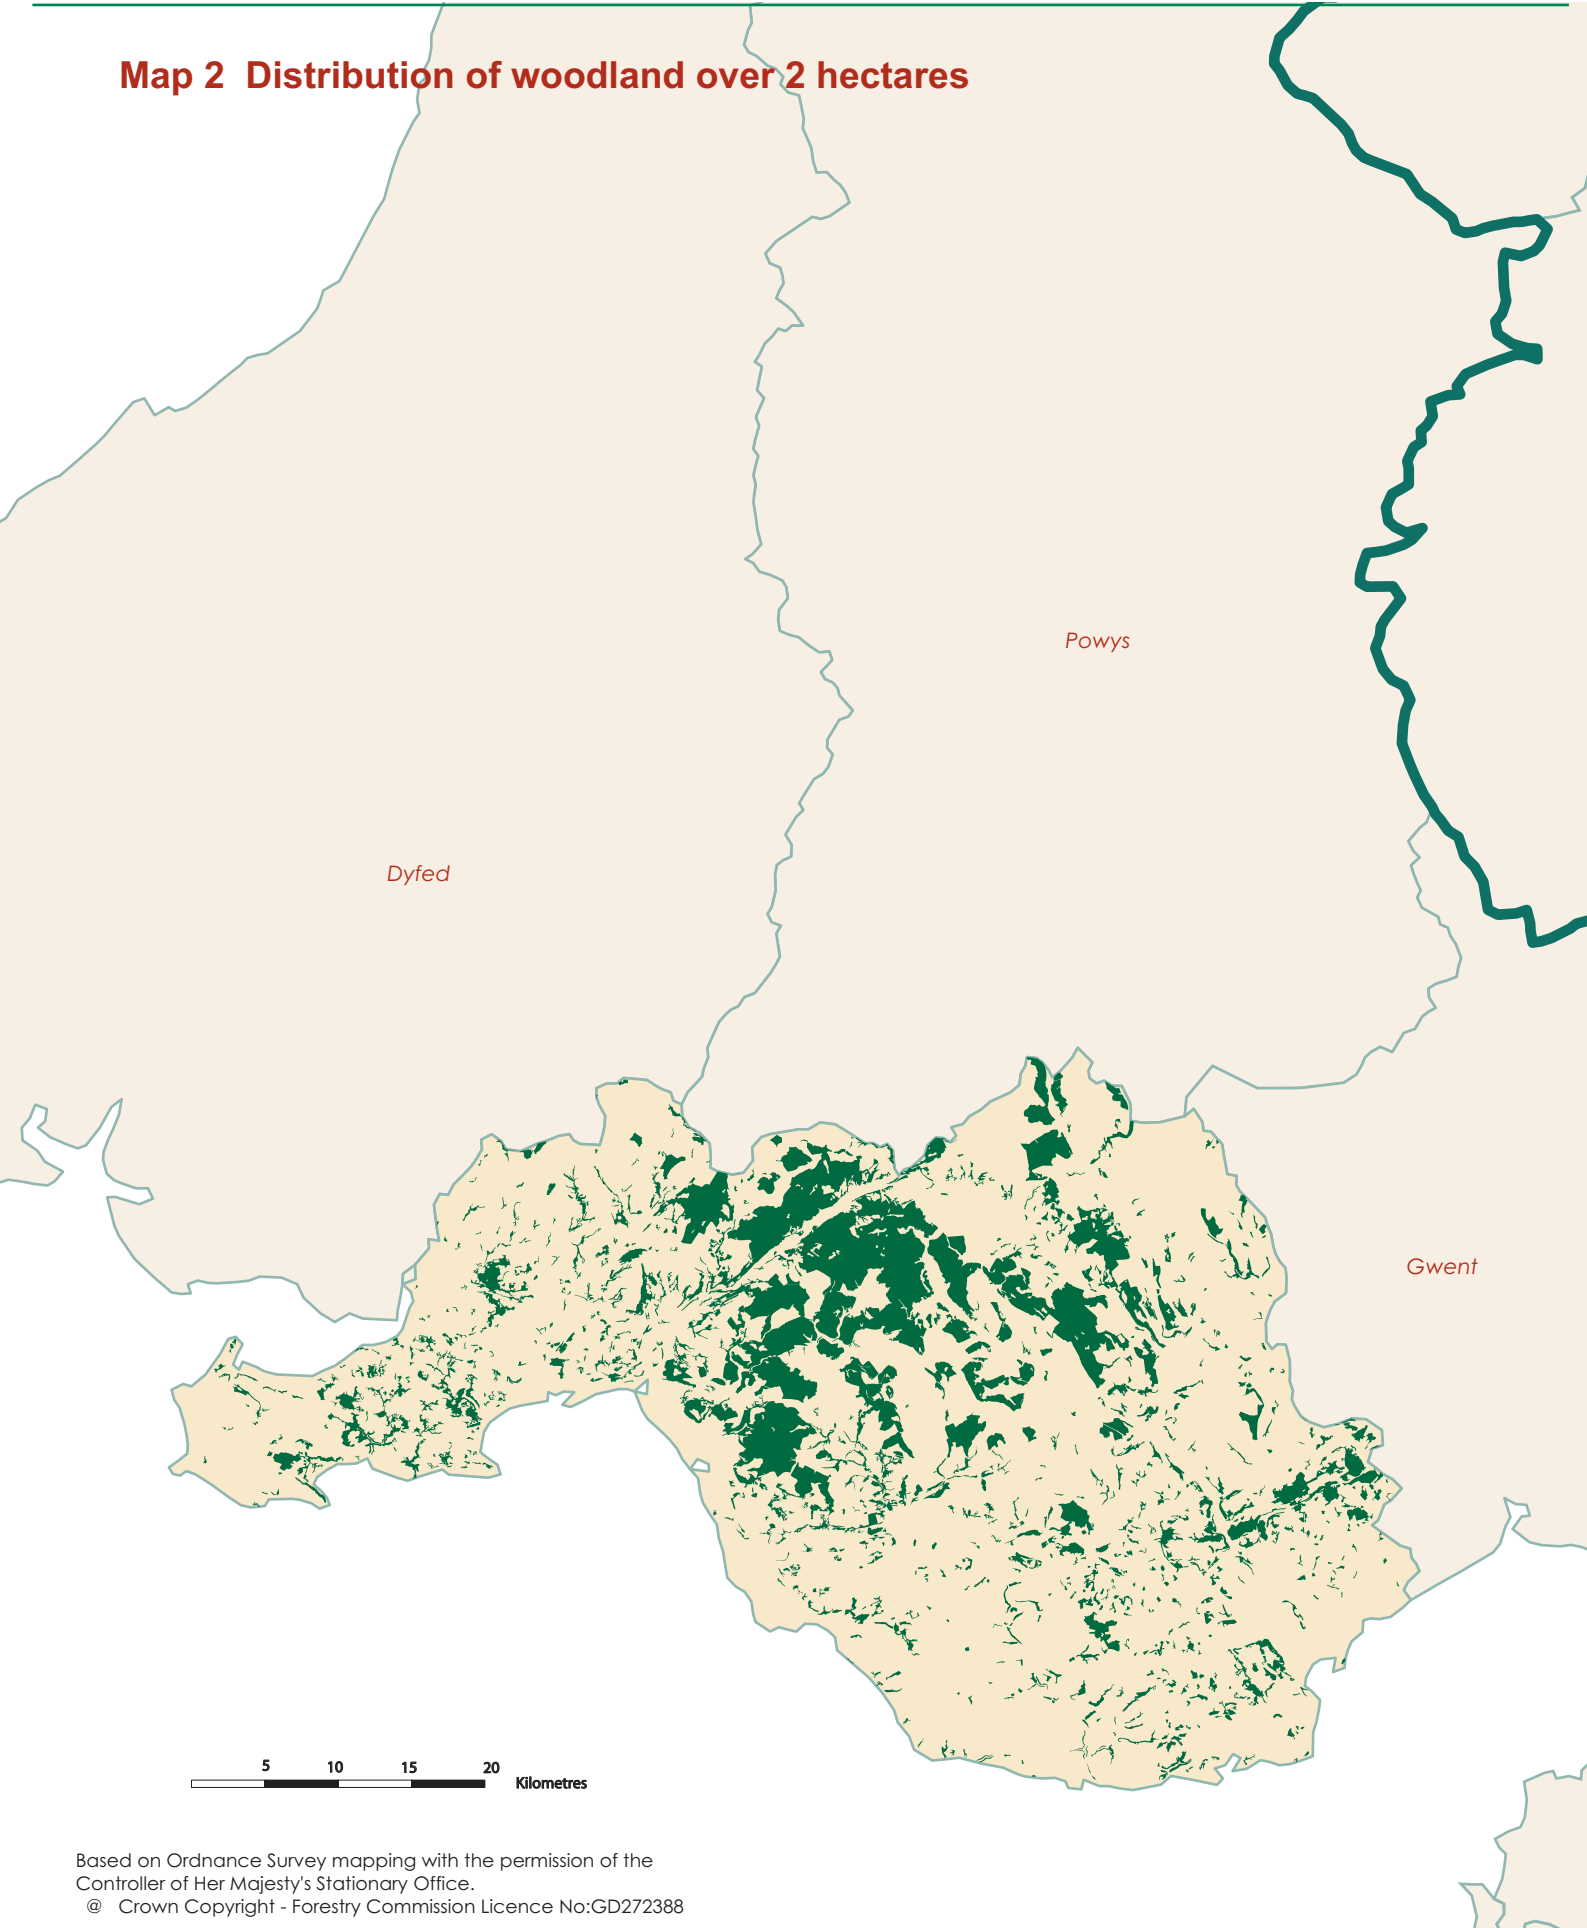 Map 2 Distribution of woodland over 2 hectares
Powys
Dyfed
Gwent
5 10 15 20
Kilometres
Based on Ordnance Survey mapping with the permission of the
Controller of Her Majesty's Stationary Office.
@ Crown Copyright - Forestry Commission Licence No:GD272388